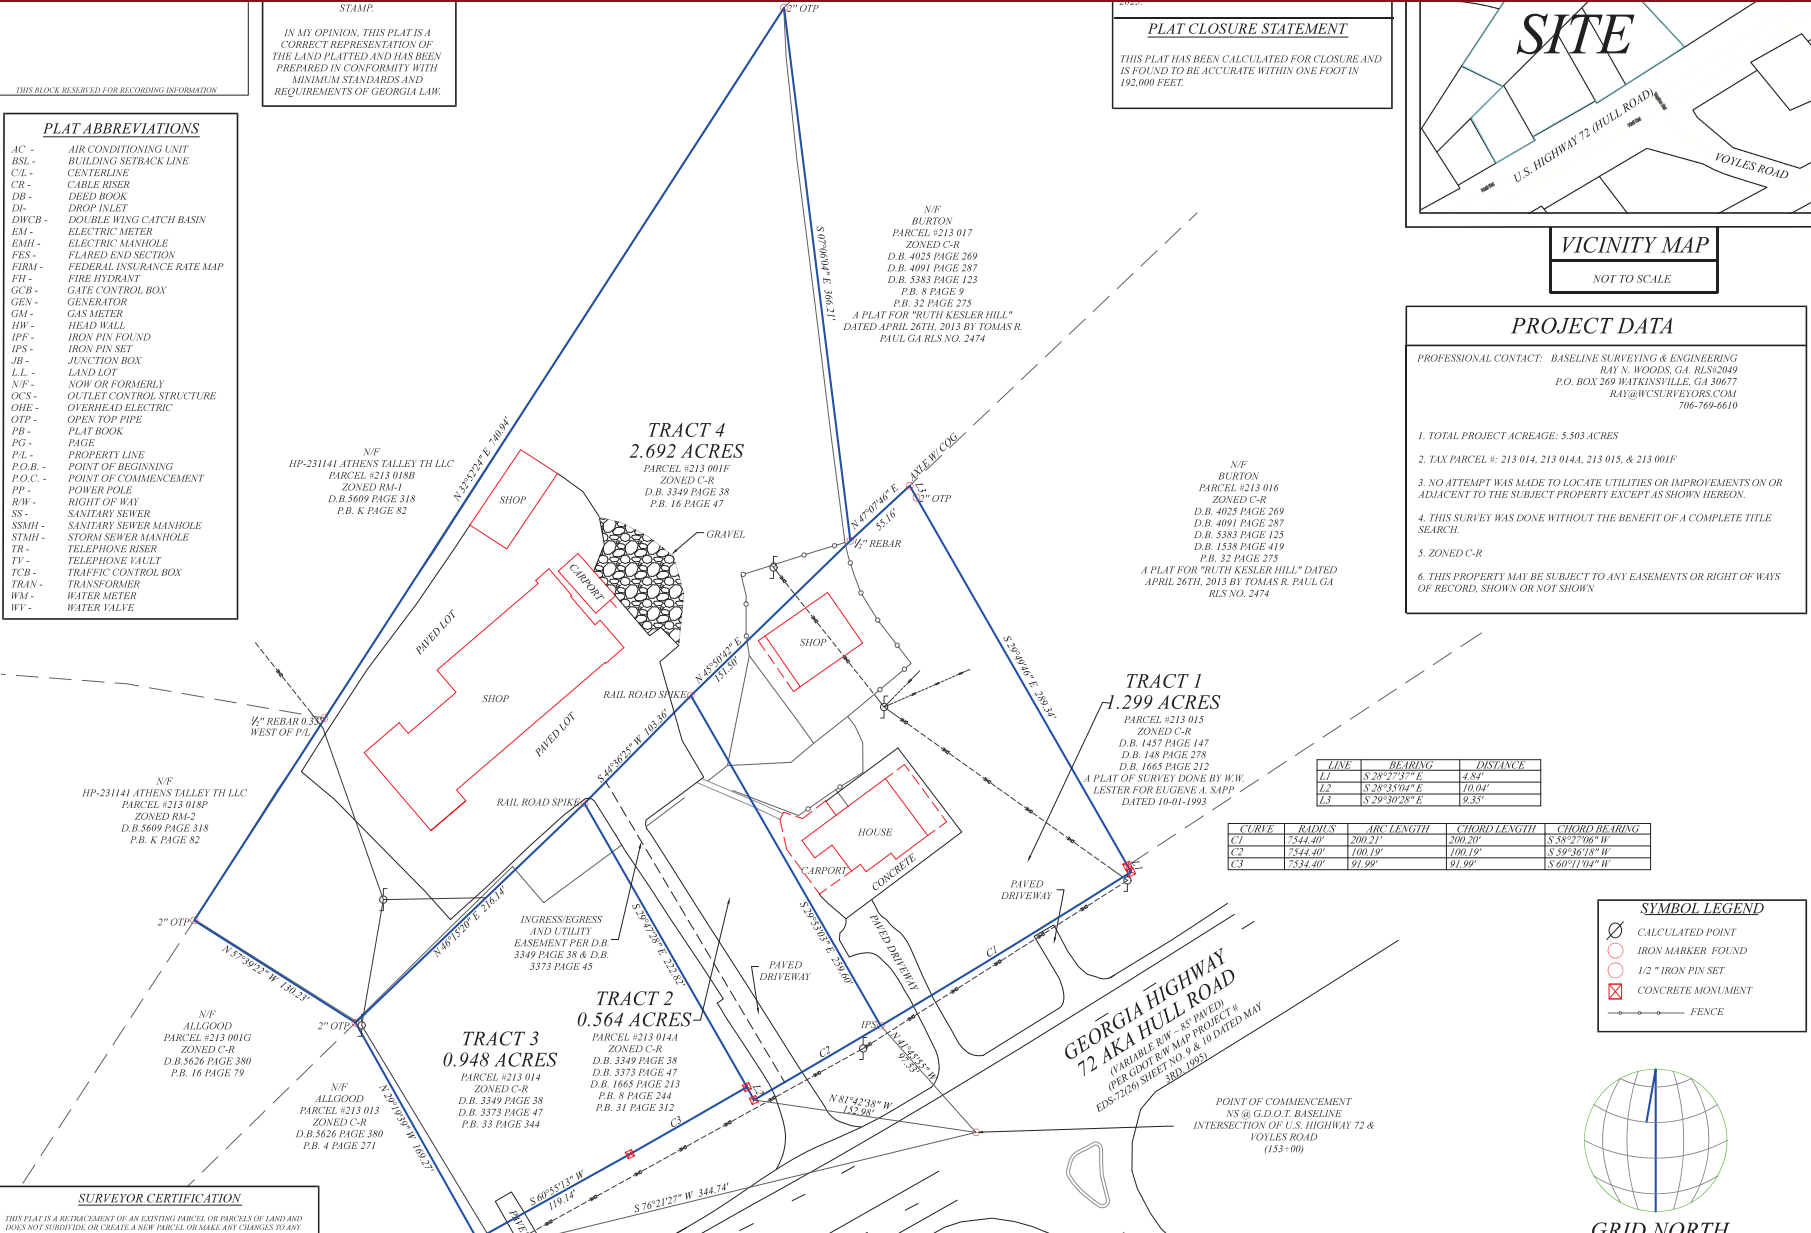 THIS BLOCK RESERVED FOR RECORDING INFORMATION
STAMP.
IN MY OPINION, THIS PLAT IS A
CORRECT REPRESENTATION OF
THE LAND PLATTED AND HAS BEEN
PREPARED IN CONFORMITY WITH
MINIMUM STANDARDS AND
REQUIREMENTS OF GEORGIA LAW.
PLAT ABBREVIATIONS
AC - AIR CONDITIONING UNIT
BSL - BUILDING SETBACK LINE
C/L - CENTERLINE
CR - CABLE RISER
DB - DEED BOOK
DI- DROP INLET
DWCB - DOUBLE WING CATCH BASIN
EM - ELECTRIC METER
EMH - ELECTRIC MANHOLE
FES - FLARED END SECTION
FIRM - FEDERAL INSURANCE RATE MAP
FH - FIRE HYDRANT
GCB - GATE CONTROL BOX
GEN - GENERATOR
GM - GAS METER
HW - HEAD WALL
IPF - IRON PIN FOUND
IPS - IRON PIN SET
JB - JUNCTION BOX
L.L. - LAND LOT
N/F - NOW OR FORMERLY
OCS - OUTLET CONTROL STRUCTURE
OHE - OVERHEAD ELECTRIC
OTP - OPEN TOP PIPE
PB - PLAT BOOK
PG - PAGE
P/L - PROPERTY LINE
P.O.B. - POINT OF BEGINNING
P.O.C. - POINT OF COMMENCEMENT
PP - POWER POLE
R/W - RIGHT OF WAY
SS - SANITARY SEWER
SSMH - SANITARY SEWER MANHOLE
STMH - STORM SEWER MANHOLE
TR - TELEPHONE RISER
TV - TELEPHONE VAULT
TCB - TRAFFIC CONTROL BOX
TRAN - TRANSFORMER
WM - WATER METER
WV - WATER VALVE
2" OTP
PLAT CLOSURE STATEMENT
THIS PLAT HAS BEEN CALCULATED FOR CLOSURE AND
IS FOUND TO BE ACCURATE WITHIN ONE FOOT IN
192,000 FEET.
SITE
U.S. HIGHWAY 72 (HULL ROAD)
VOYLES ROAD
VICINITY MAP
NOT TO SCALE
PROJECT DATA
PROFESSIONAL CONTACT: BASELINE SURVEYING & ENGINEERING
RAY N. WOODS, GA. RLS#2049
P.O. BOX 269 WATKINSVILLE, GA 30677
RAY@WCSURVEYORS.COM
706-769-6610
1. TOTAL PROJECT ACREAGE: 5.503 ACRES
2. TAX PARCEL #: 213 014, 213 014A, 213 015, & 213 001F
3. NO ATTEMPT WAS MADE TO LOCATE UTILITIES OR IMPROVEMENTS ON OR
ADJACENT TO THE SUBJECT PROPERTY EXCEPT AS SHOWN HEREON.
4. THIS SURVEY WAS DONE WITHOUT THE BENEFIT OF A COMPLETE TITLE
SEARCH.
5. ZONED C-R
6. THIS PROPERTY MAY BE SUBJECT TO ANY EASEMENTS OR RIGHT OF WAYS
OF RECORD, SHOWN OR NOT SHOWN
N/F
BURTON
PARCEL #213 017
ZONED C-R
D.B. 4025 PAGE 269
D.B. 4091 PAGE 287
D.B. 5383 PAGE 123
P.B. 8 PAGE 9
P.B. 32 PAGE 275
A PLAT FOR "RUTH KESLER HILL"
DATED APRIL 26TH, 2013 BY TOMAS R.
PAUL GA RLS NO. 2474
S 07°06'04" E 366.21'
N 32°52'24" E 740.94'
N/F
HP-231141 ATHENS TALLEY TH LLC
PARCEL #213 018B
ZONED RM-1
D.B.5609 PAGE 318
P.B. K PAGE 82
TRACT 4
2.692 ACRES
PARCEL #213 001F
ZONED C-R
D.B. 3349 PAGE 38
P.B. 16 PAGE 47
GRAVEL
SHOP
CARPORT
PAVED LOT
SHOP
PAVED LOT
AXLE W/ COG
L3
2" OTP
N 47°07'46" E
55.16'
½" REBAR
N/F
BURTON
PARCEL #213 016
ZONED C-R
D.B. 4025 PAGE 269
D.B. 4091 PAGE 287
D.B. 5383 PAGE 125
D.B. 1538 PAGE 419
P.B. 32 PAGE 275
A PLAT FOR "RUTH KESLER HILL" DATED
APRIL 26TH, 2013 BY TOMAS R. PAUL GA
RLS NO. 2474
SHOP
N 45°50'42" E
151.50'
RAIL ROAD SPIKE
S 44°36'25" W 103.36'
RAIL ROAD SPIKE
S 29°49'46" E 289.34'
TRACT 1
1.299 ACRES
PARCEL #213 015
ZONED C-R
D.B. 1457 PAGE 147
D.B. 148 PAGE 278
D.B. 1665 PAGE 212
A PLAT OF SURVEY DONE BY W.W.
LESTER FOR EUGENE A. SAPP
DATED 10-01-1993
½" REBAR 0.35'
WEST OF P/L
N/F
HP-231141 ATHENS TALLEY TH LLC
PARCEL #213 018P
ZONED RM-2
D.B.5609 PAGE 318
P.B. K PAGE 82
LINE BEARING DISTANCE
L1 S 28°27'37" E 4.84'
L2 S 28°35'04" E 10.04'
L3 S 29°30'28" E 9.35'
CURVE RADIUS ARC LENGTH CHORD LENGTH CHORD BEARING
C1 7544.40' 200.21' 200.20' S 58°27'06" W
C2 7544.40' 100.19' 100.19' S 59°36'18" W
C3 7534.40' 91.99' 91.99' S 60°11'04" W
HOUSE
CARPORT
CONCRETE
L1
PAVED
DRIVEWAY
C1
PAVED DRIVEWAY
2" OTP
N 57°39'22" W 130.23'
N 46°15'20" E 216.14'
2" OTP
INGRESS/EGRESS
AND UTILITY
EASEMENT PER D.B.
3349 PAGE 38 & D.B.
3373 PAGE 45
S 29°47'28" E 222.82'
PAVED
DRIVEWAY
S 29°53'03" E 259.60'
TRACT 2
0.564 ACRES
PARCEL #213 014A
ZONED C-R
D.B. 3349 PAGE 38
D.B. 3373 PAGE 47
D.B. 1665 PAGE 213
P.B. 8 PAGE 244
P.B. 31 PAGE 312
TRACT 3
0.948 ACRES
PARCEL #213 014
ZONED C-R
D.B. 3349 PAGE 38
D.B. 3373 PAGE 47
P.B. 33 PAGE 344
IPS
N 41°45'55" W
97.53'
C2
L2
C3
N 81°42'38" W
152.98'
S 60°55'13" W
119.14'
S 76°21'27" W 344.74'
N 29°19'39" W 169.27'
N/F
ALLGOOD
PARCEL #213 001G
ZONED C-R
D.B.5626 PAGE 380
P.B. 16 PAGE 79
N/F
ALLGOOD
PARCEL #213 013
ZONED C-R
D.B.5626 PAGE 380
P.B. 4 PAGE 271
GEORGIA HIGHWAY
72 AKA HULL ROAD
(VARIABLE R/W ~ 85' PAVED)
(PER GDOT R/W MAP PROJECT #
EDS-72(26) SHEET NO. 9 & 10 DATED MAY
3RD, 1995)
POINT OF COMMENCEMENT
NS @ G.D.O.T. BASELINE
INTERSECTION OF U.S. HIGHWAY 72 &
VOYLES ROAD
(153+00)
SYMBOL LEGEND
CALCULATED POINT
IRON MARKER FOUND
1/2 " IRON PIN SET
CONCRETE MONUMENT
FENCE
GRID NORTH
SURVEYOR CERTIFICATION
THIS PLAT IS A RETRACEMENT OF AN EXISTING PARCEL OR PARCELS OF LAND AND
DOES NOT SUBDIVIDE OR CREATE A NEW PARCEL OR MAKE ANY CHANGES TO ANY